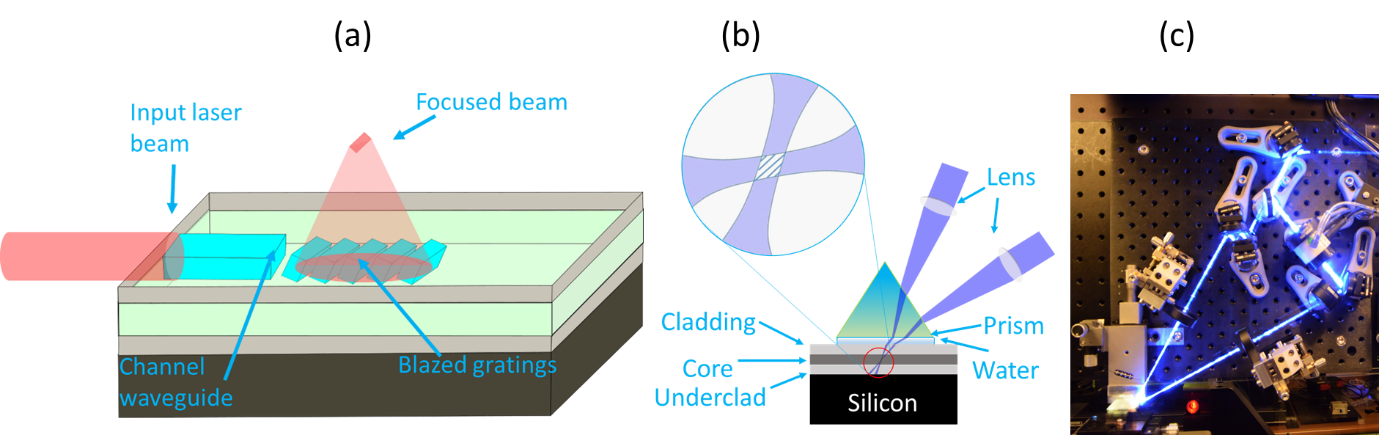 (a)
Input laser
beam
Focused beam
Channel
waveguide
Blazed gratings
(b)
Lens
Cladding
Prism
Core
Water
Underclad
Silicon
(c)